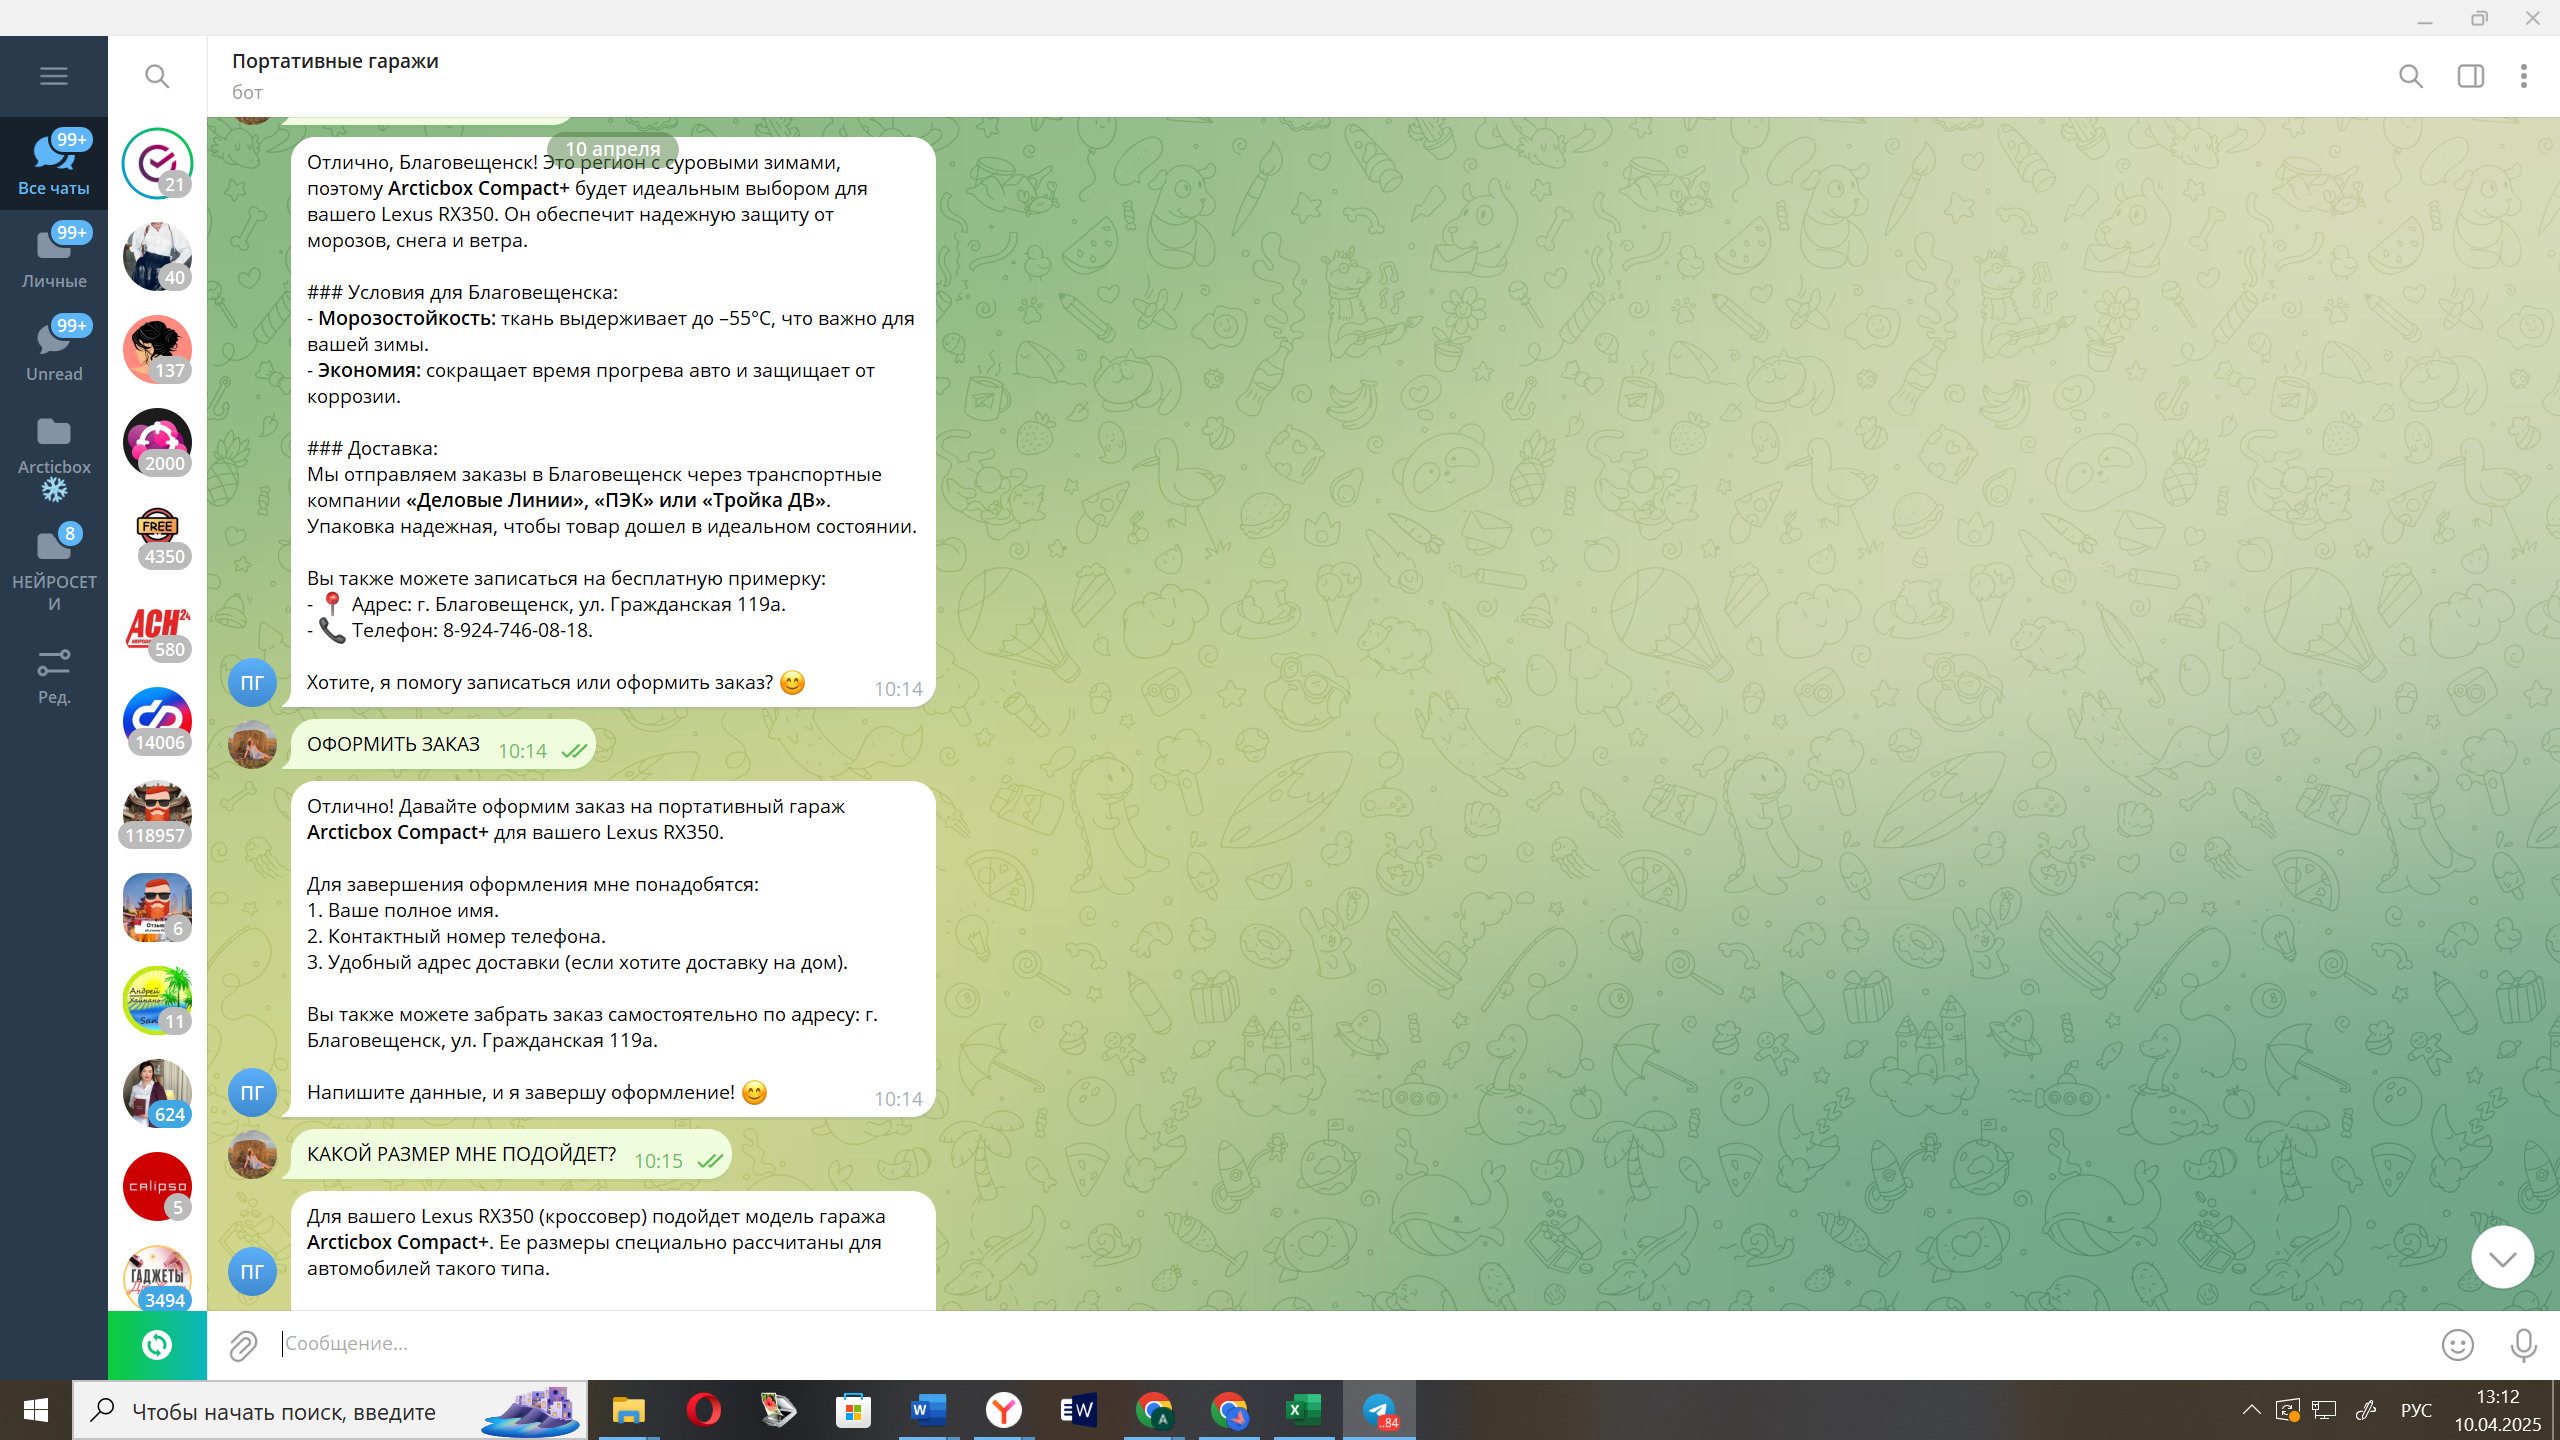 Портативные гаражи
бот
99+
Все чаты
99+
Личные
99+
Unread
Arcticbox
8
НЕЙРОСЕТ
И
Ред.
21
40
137
2000
FREE
4350
АСН24
580
14006
118957
6
Андрей
11
624
calipso
5
ГАДЖЕТЫ
3494
10 апреля
Отлично, Благовещенск! Это регион с суровыми зимами,
поэтому Arcticbox Compact+ будет идеальным выбором для
вашего Lexus RX350. Он обеспечит надежную защиту от
морозов, снега и ветра.
### Условия для Благовещенска:
- Морозостойкость: ткань выдерживает до –55°C, что важно для
вашей зимы.
- Экономия: сокращает время прогрева авто и защищает от
коррозии.
### Доставка:
Мы отправляем заказы в Благовещенск через транспортные
компании «Деловые Линии», «ПЭК» или «Тройка ДВ».
Упаковка надежная, чтобы товар дошел в идеальном состоянии.
Вы также можете записаться на бесплатную примерку:
- 📍 Адрес: г. Благовещенск, ул. Гражданская 119а.
- 📞 Телефон: 8-924-746-08-18.
ПГ
Хотите, я помогу записаться или оформить заказ? 😊 10:14
ОФОРМИТЬ ЗАКАЗ 10:14
Отлично! Давайте оформим заказ на портативный гараж
Arcticbox Compact+ для вашего Lexus RX350.
Для завершения оформления мне понадобятся:
1. Ваше полное имя.
2. Контактный номер телефона.
3. Удобный адрес доставки (если хотите доставку на дом).
Вы также можете забрать заказ самостоятельно по адресу: г.
Благовещенск, ул. Гражданская 119а.
ПГ
Напишите данные, и я завершу оформление! 😊 10:14
КАКОЙ РАЗМЕР МНЕ ПОДОЙДЕТ? 10:15
Для вашего Lexus RX350 (кроссовер) подойдет модель гаража
Arcticbox Compact+. Ее размеры специально рассчитаны для
автомобилей такого типа.
ПГ
Сообщение...
Чтобы начать поиск, введите
W
EW
A
X
..84
РУС
13:12
10.04.2025